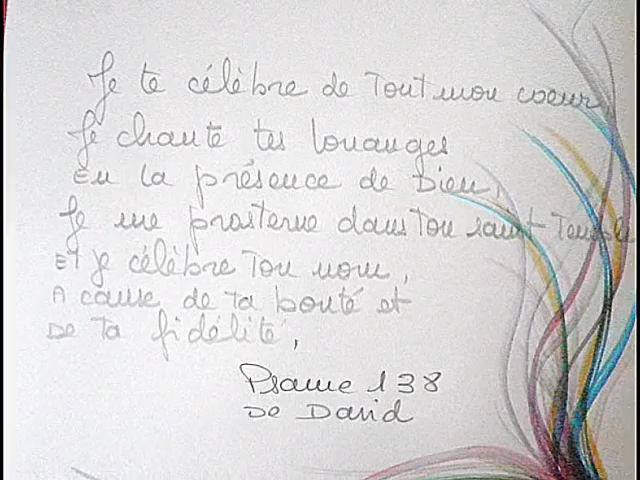 Je te célèbre de Tout mon coeur,
Je chante tes louanges
En la présence de Dieu,
Je me prosterne dans Ton saint Temple
Et je célèbre Ton nom,
A cause de ta bonté et
De Ta fidélité,
Psaume 138
De David